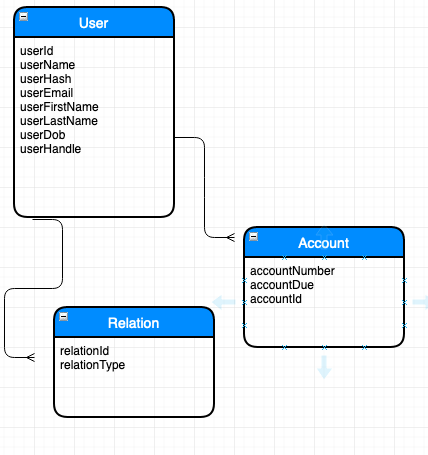 User
userId
userName
userHash
userEmail
userFirstName
userLastName
userDob
userHandle
Account
accountNumber
accountDue
accountId
Relation
relationId
relationType